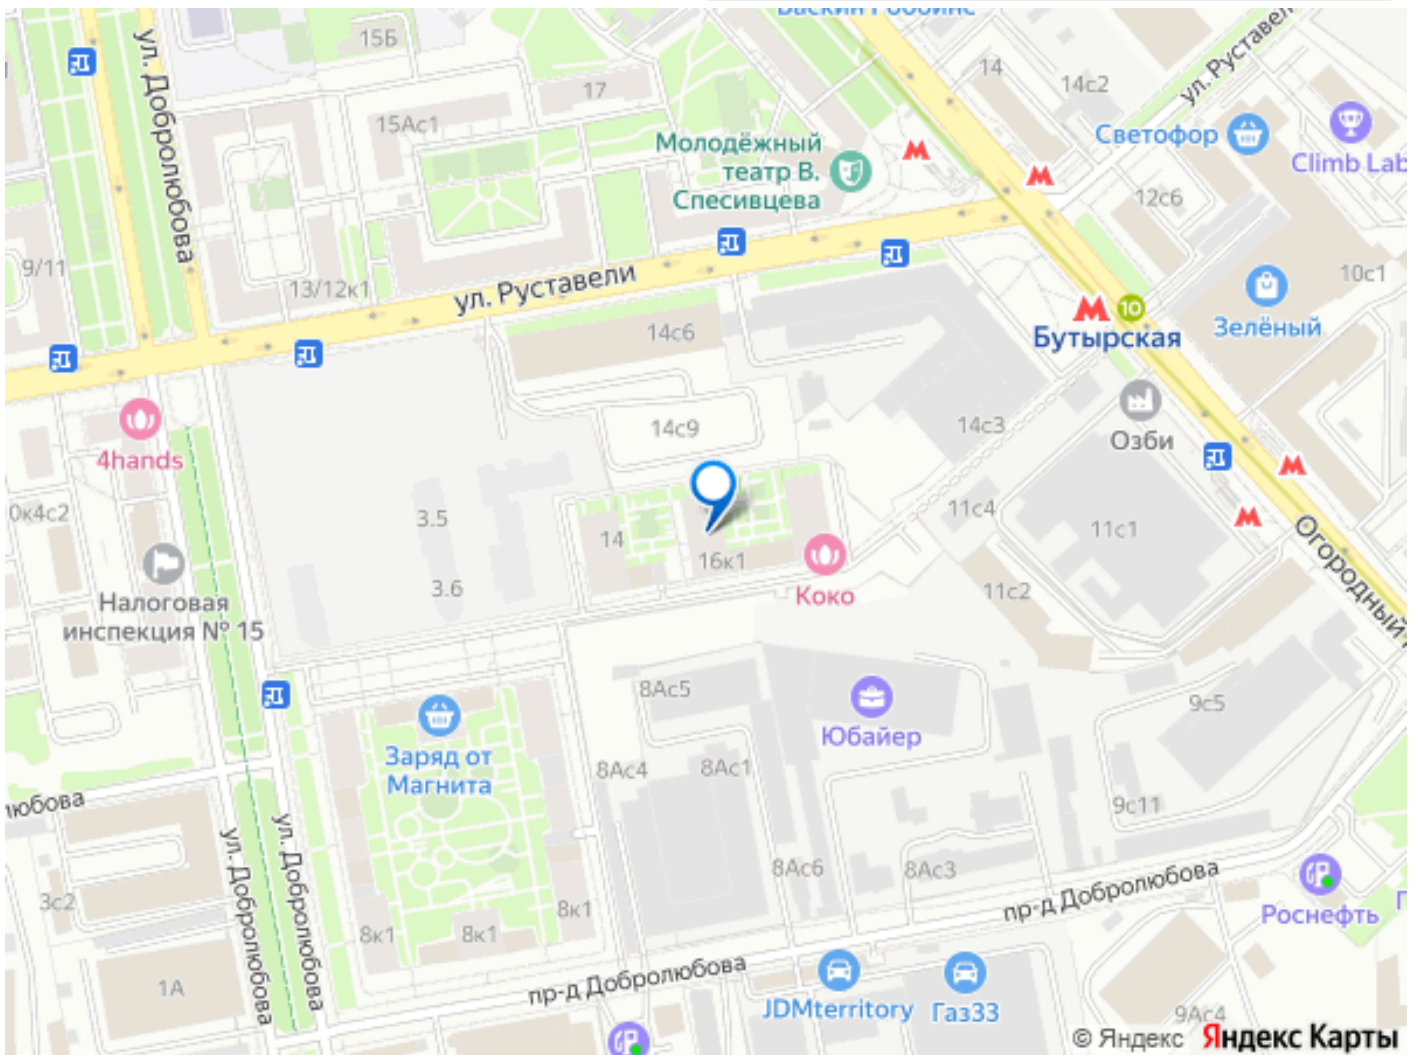 Баскин Роббинс
15Б
ул. Добролюбова
17
14
14с2
ул. Руставели
15Ас1
Молодёжный
театр В.
Спесивцева
Светофор
Climb Lab
12с6
9/11
13/12к1
ул. Руставели
10с1
10
Бутырская
Зелёный
14с6
14с9
14с3
Озби
4hands
0к4с2
3.5
14
16к1
Коко
11с4
11с1
Огородный
3.6
11с2
Налоговая
инспекция № 15
8Ас5
Юбайер
9с5
Заряд от
Магнита
8Ас4
8Ас1
любова
9с11
ул. Добролюбова
ул. Добролюбова
8Ас6
8Ас3
пр-д Добролюбова
3с2
8к1
8к1
8к1
Роснефть
1А
пр-д Добролюбова
JDMterritory
Газ33
9Ас4
© Яндекс Яндекс Карты